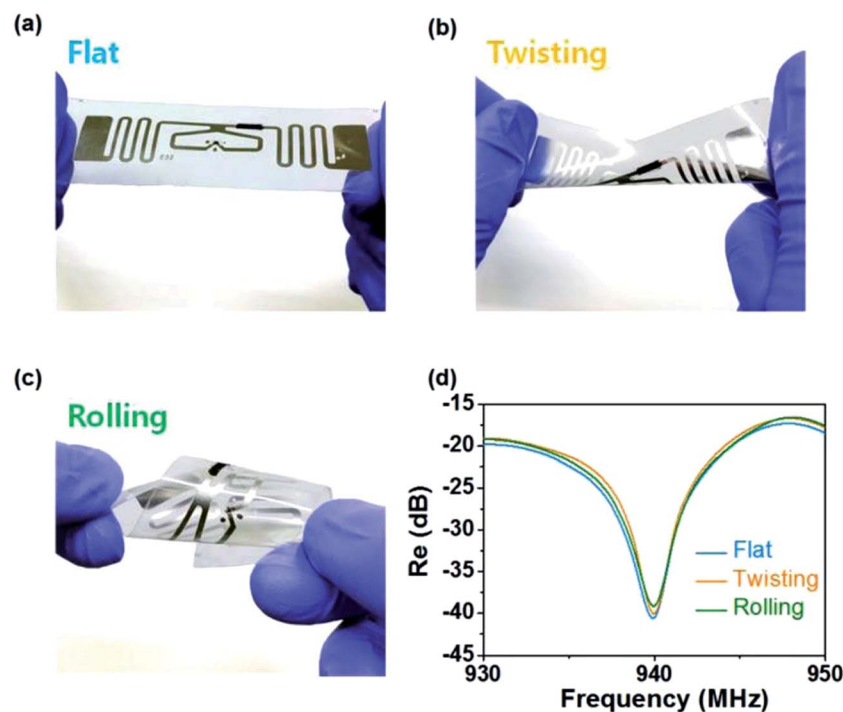 (a)
Flat
(b)
Twisting
(c)
Rolling
(d)
Re (dB)
-15
-20
-25
-30
-35
-40
-45
Flat
Twisting
Rolling
930
940
950
Frequency (MHz)